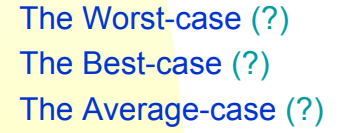 The Worst-case (?)
The Best-case (?)
The Average-case (?)